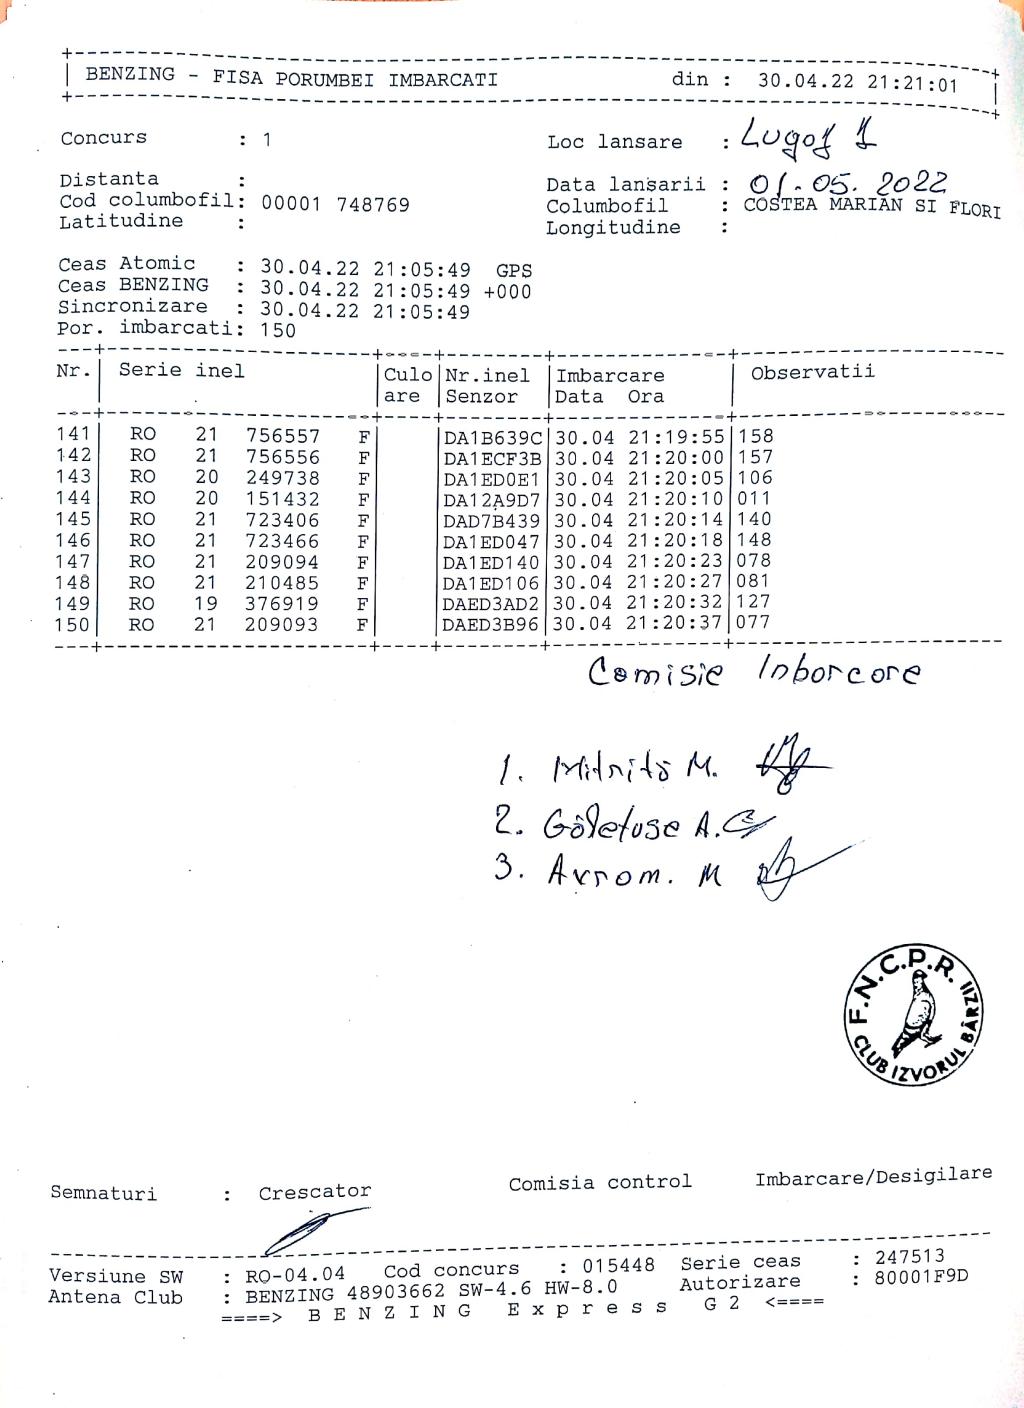 BENZING - FISA PORUMBEI IMBARCATI din : 30.04.22 21:21:01
Concurs : 1 Loc lansare : Lugoj 1
Distanta : Data lansarii : 01.05.2022
Cod columbofil: 00001 748769 Columbofil : COSTEA MARIAN SI FLORI
Latitudine : Longitudine :
Ceas Atomic : 30.04.22 21:05:49 GPS
Ceas BENZING : 30.04.22 21:05:49 +000
Sincronizare : 30.04.22 21:05:49
Por. imbarcati: 150
Nr. Serie inel Culo Nr.inel Imbarcare Observatii
are Senzor Data Ora
141 RO 21 756557 F DA1B639C 30.04 21:19:55 158
142 RO 21 756556 F DA1ECF3B 30.04 21:20:00 157
143 RO 20 249738 F DA1ED0E1 30.04 21:20:05 106
144 RO 20 151432 F DA12A9D7 30.04 21:20:10 011
145 RO 21 723406 F DAD7B439 30.04 21:20:14 140
146 RO 21 723466 F DA1ED047 30.04 21:20:18 148
147 RO 21 209094 F DA1ED140 30.04 21:20:23 078
148 RO 21 210485 F DA1ED106 30.04 21:20:27 081
149 RO 19 376919 F DAED3AD2 30.04 21:20:32 127
150 RO 21 209093 F DAED3B96 30.04 21:20:37 077
Comisie Inborcore
1. M.
2. A.
3. Avrom. M
F.N.C.P.R.
CLUB IZVORUL BÂRZII
Semnaturi : Crescator Comisia control Imbarcare/Desigilare
Versiune SW : RO-04.04 Cod concurs : 015448 Serie ceas : 247513
Antena Club : BENZING 48903662 SW-4.6 HW-8.0 Autorizare : 80001F9D
====> B E N Z I N G E x p r e s s G 2 <====